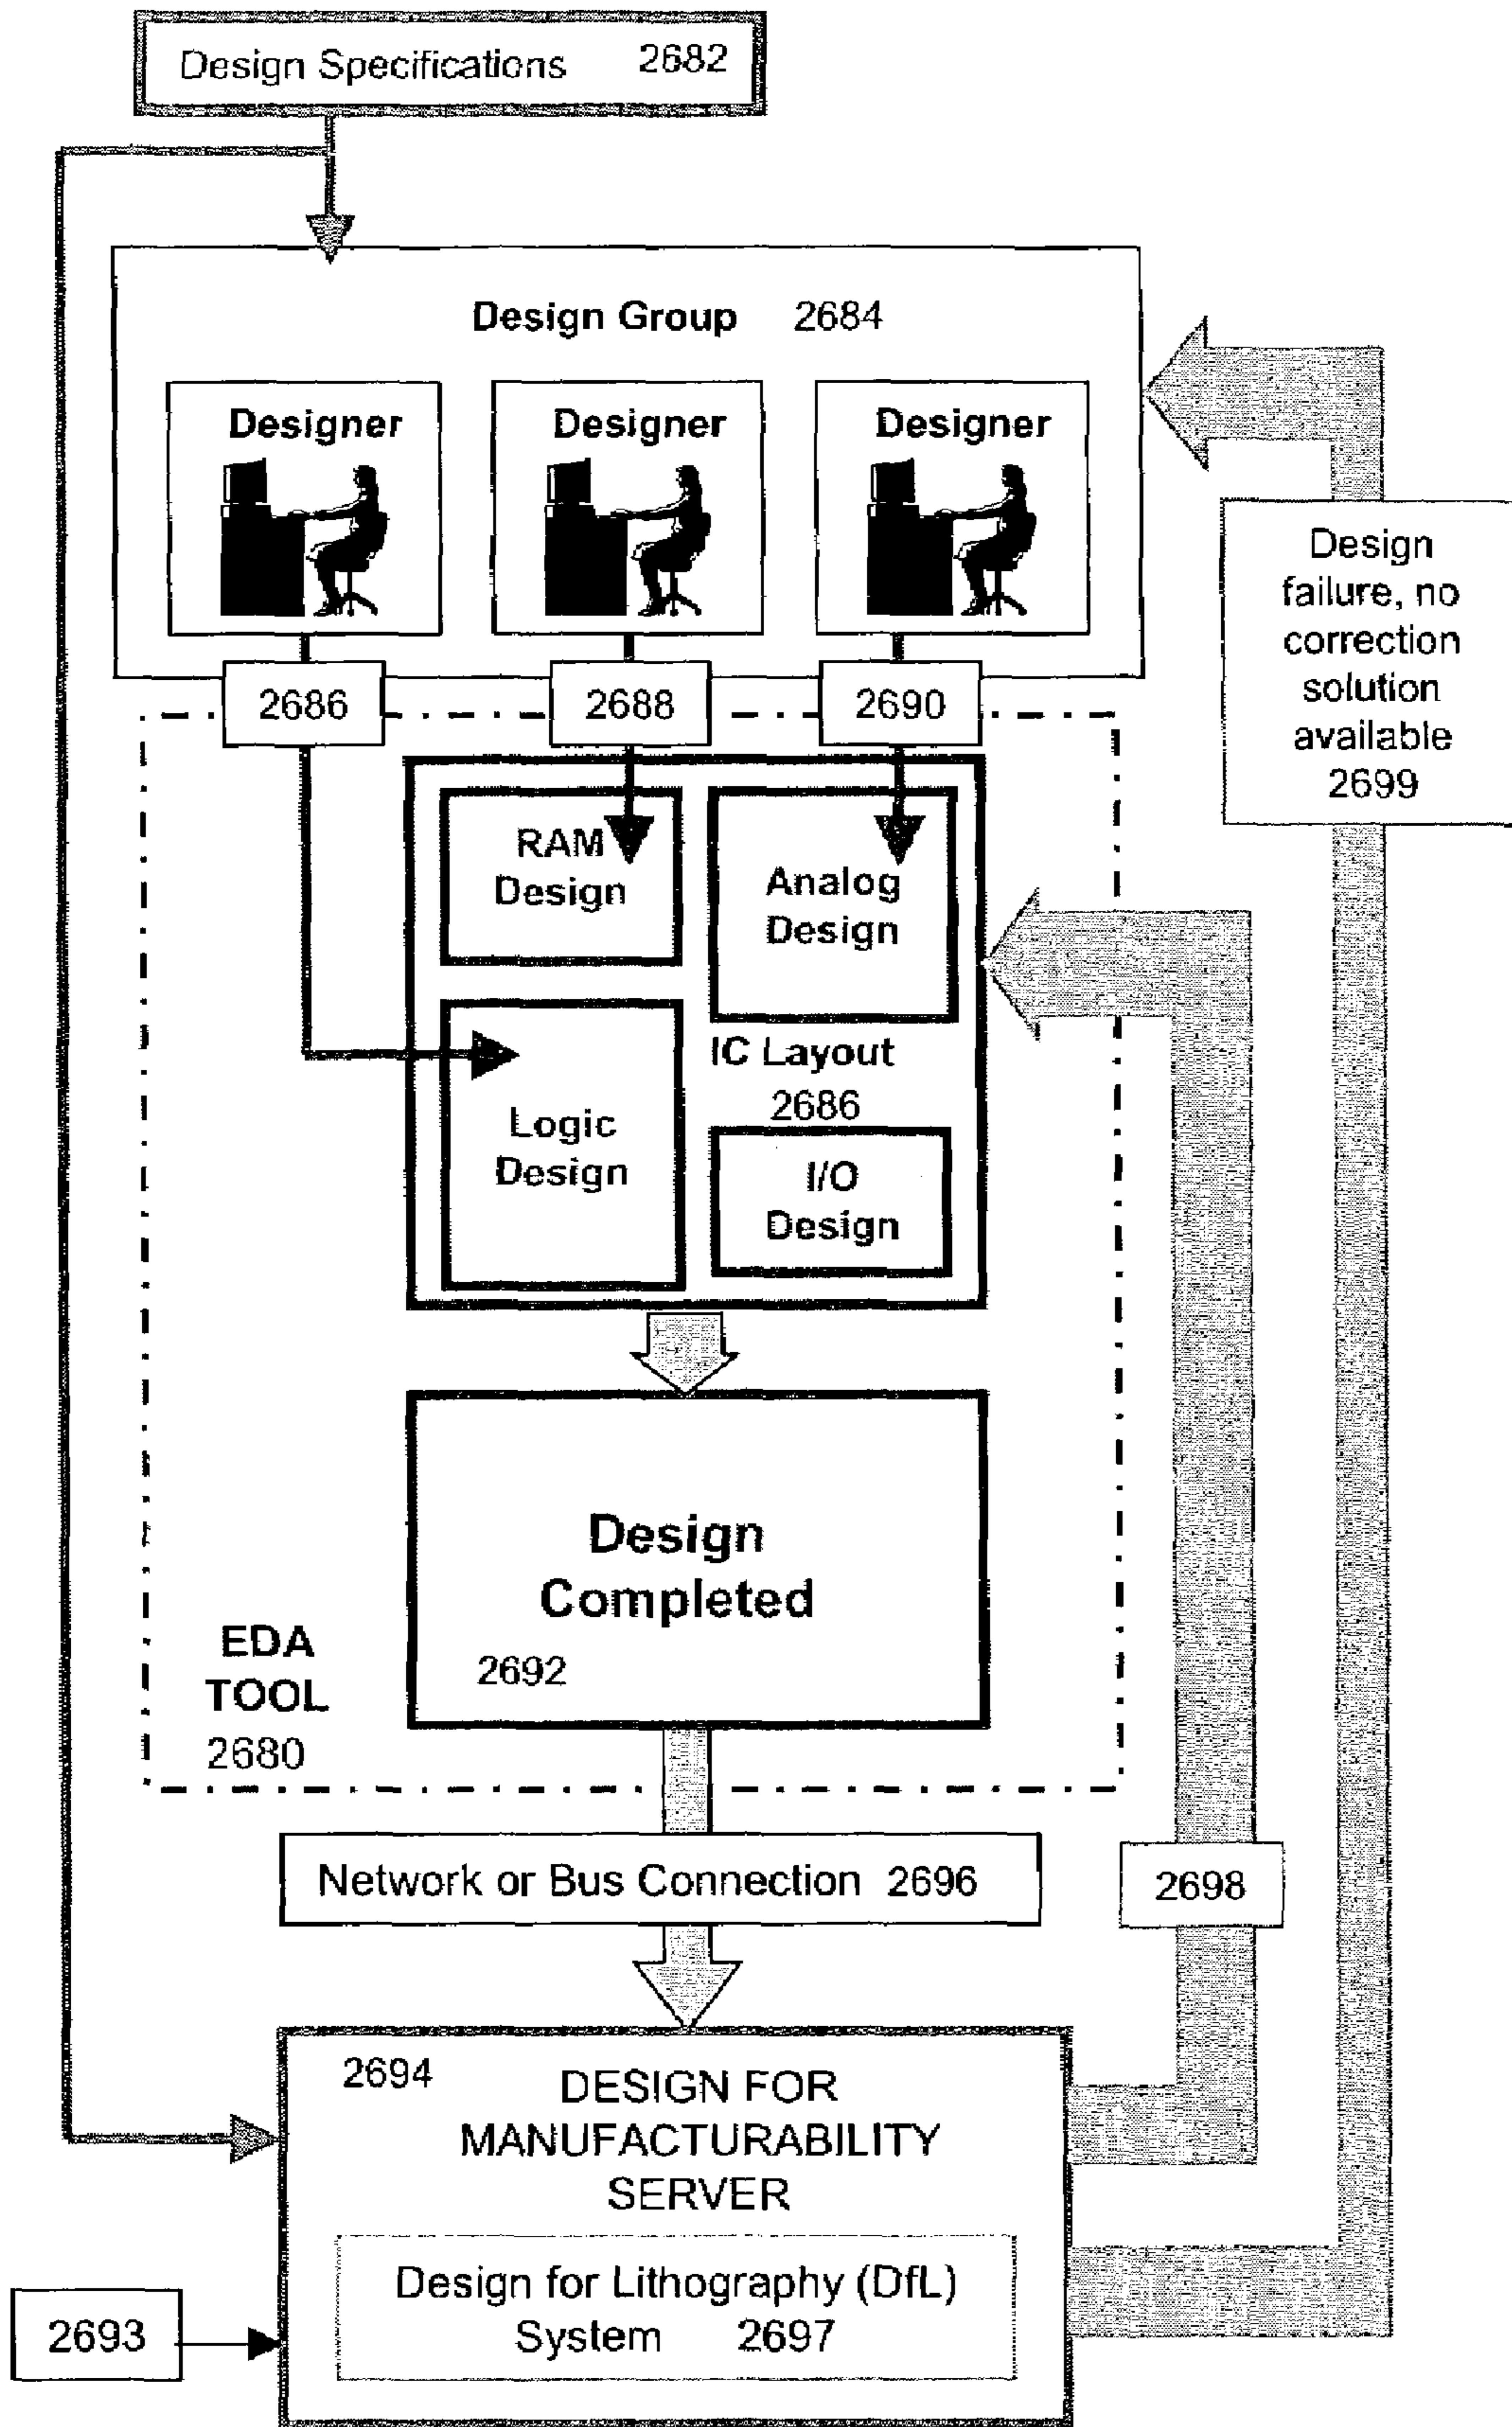 Design Specifications 2682
Design Group 2684
Designer
Designer
Designer
Design
failure, no
correction
solution
available
2699
2686
2688
2690
RAM
Design
Analog
Design
IC Layout
2686
Logic
Design
I/O
Design
Design
Completed
2692
EDA
TOOL
2680
Network or Bus Connection 2696
2698
2694
DESIGN FOR
MANUFACTURABILITY
SERVER
Design for Lithography (DfL)
System 2697
2693